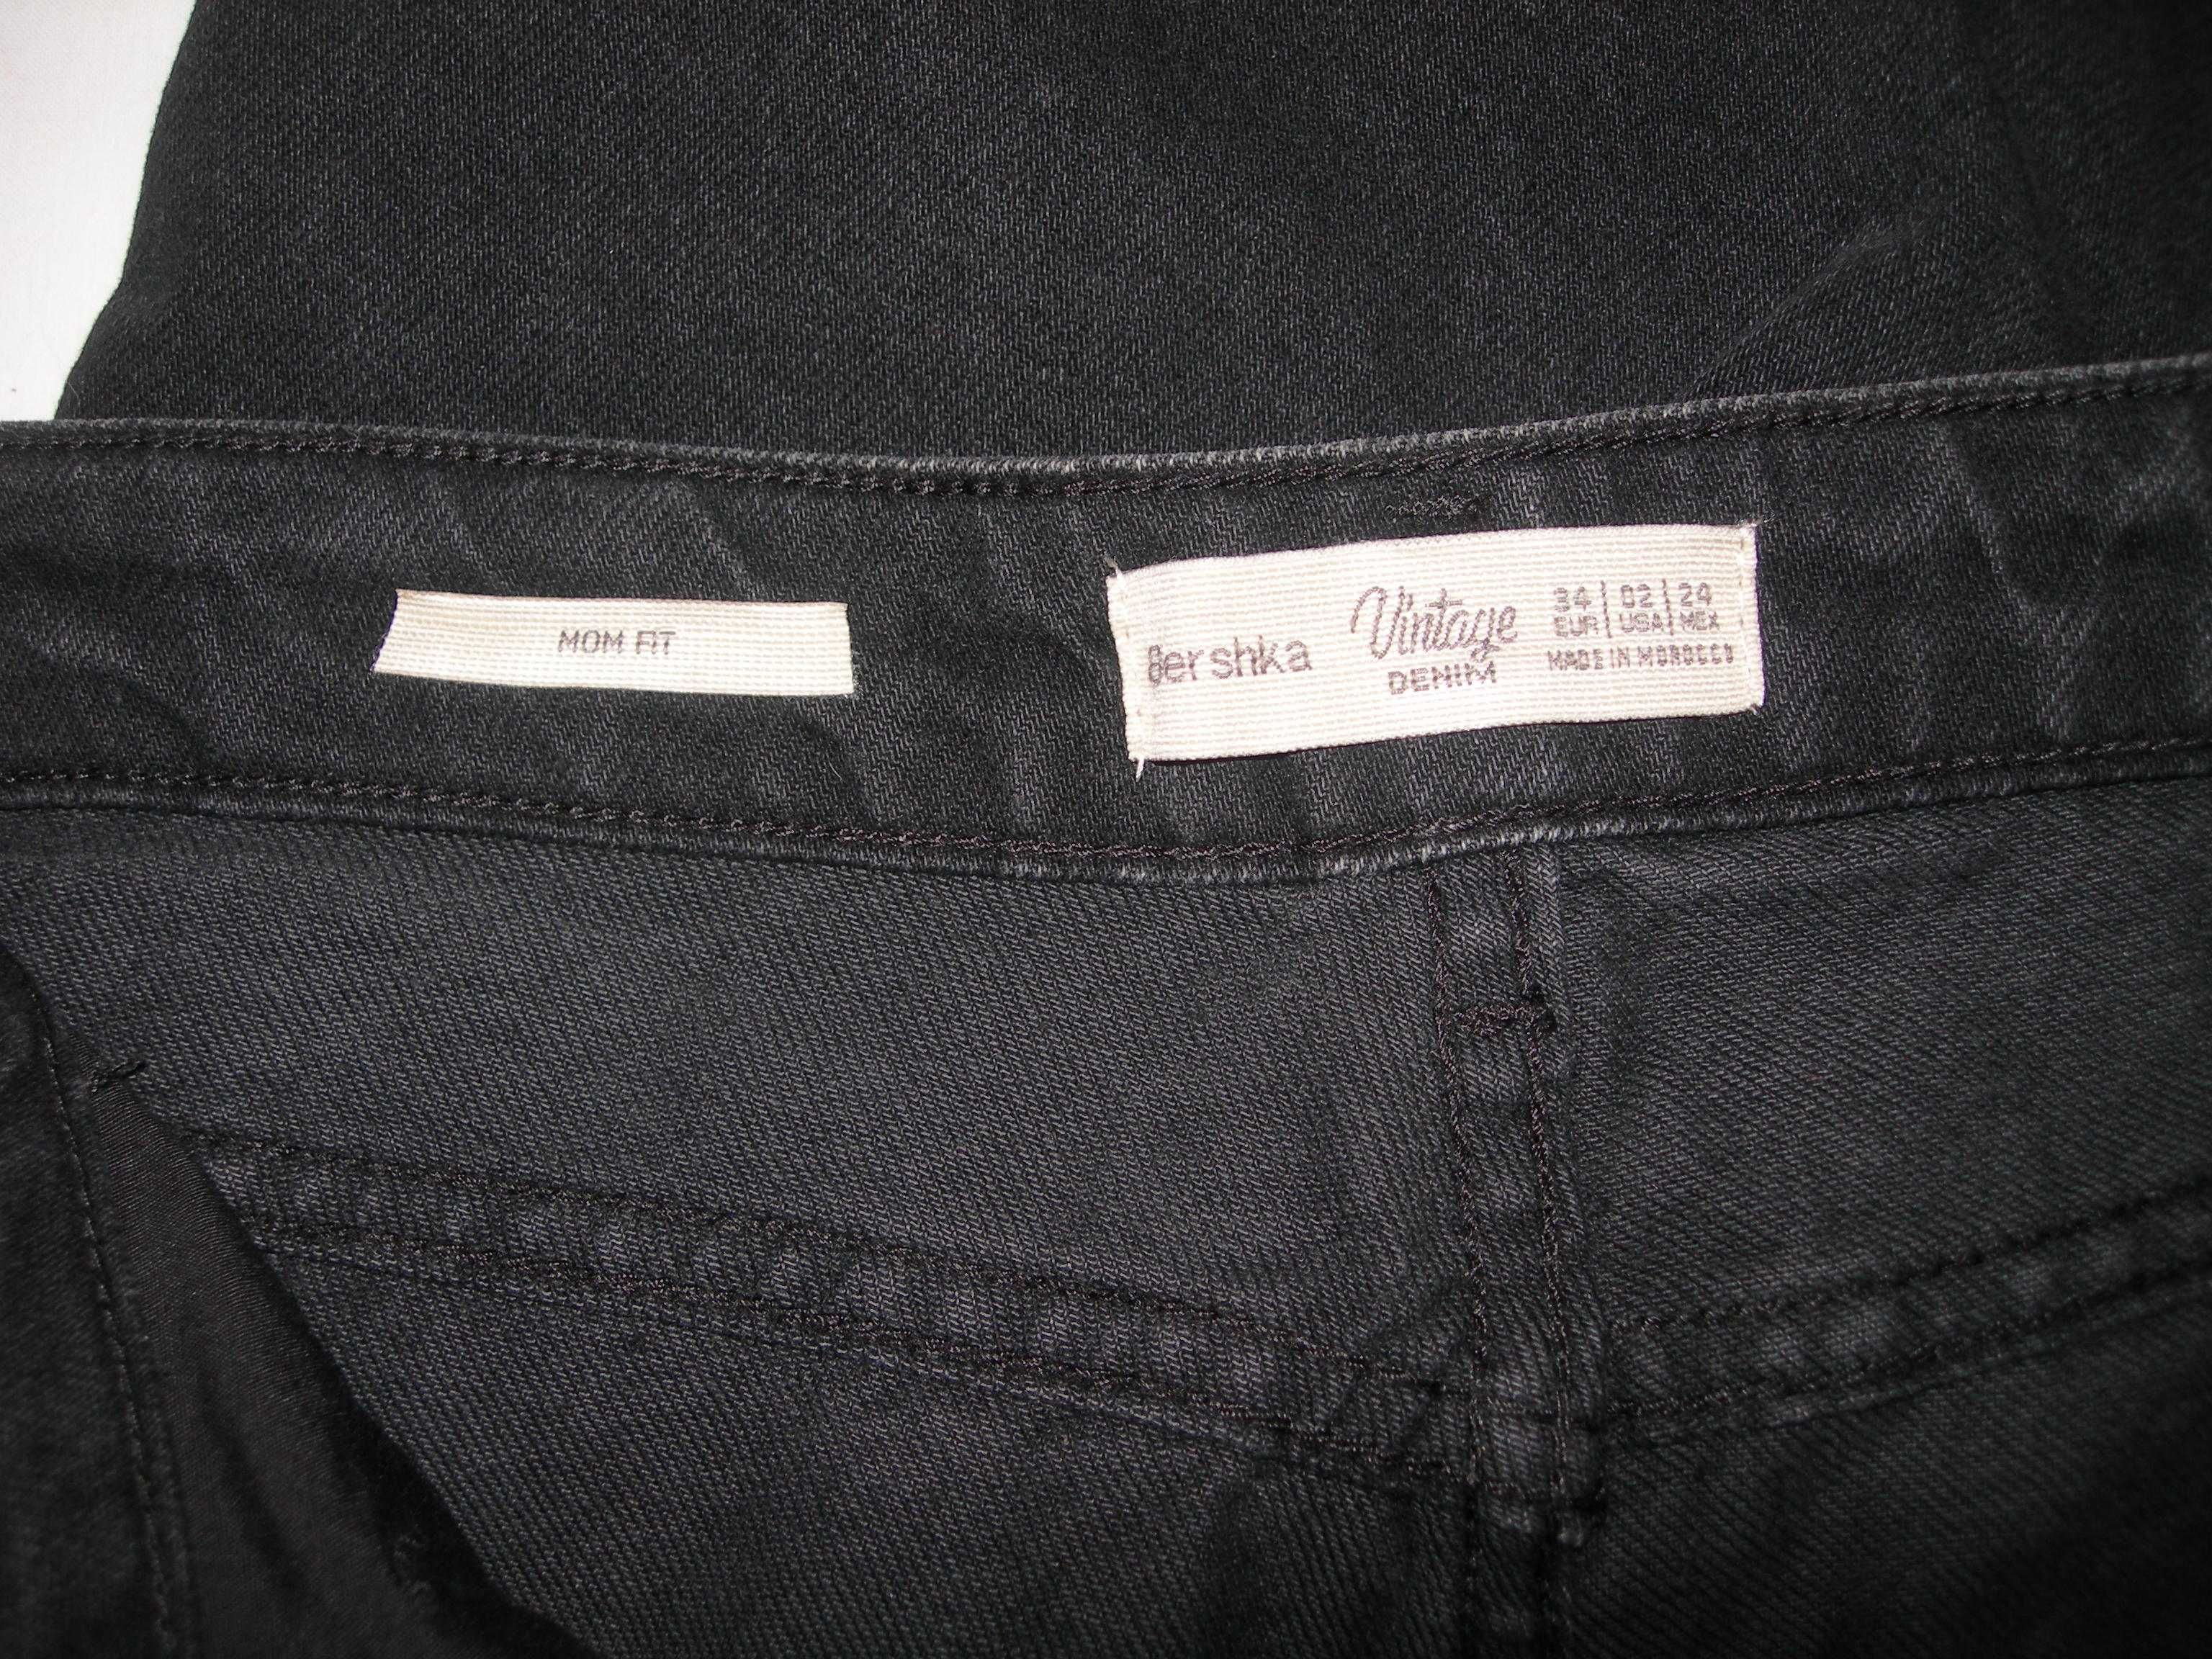 MOM FIT
Bershka
Vintage
DENIM
34 | 02 | 24
EUR | USA | MEX
MADE IN MOROCCO